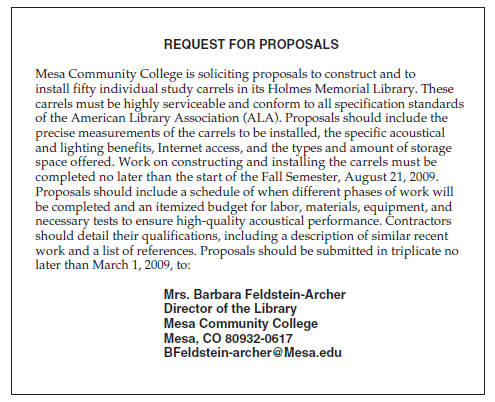 REQUEST FOR PROPOSALS
Mesa Community College is soliciting proposals to construct and to
install fifty individual study carrels in its Holmes Memorial Library. These
carrels must be highly serviceable and conform to all specification standards
of the American Library Association (ALA). Proposals should include the
precise measurements of the carrels to be installed, the specific acoustical
and lighting benefits, Internet access, and the types and amount of storage
space offered. Work on constructing and installing the carrels must be
completed no later than the start of the Fall Semester, August 21, 2009.
Proposals should include a schedule of when different phases of work will
be completed and an itemized budget for labor, materials, equipment, and
necessary tests to ensure high-quality acoustical performance. Contractors
should detail their qualifications, including a description of similar recent
work and a list of references. Proposals should be submitted in triplicate no
later than March 1, 2009, to:
Mrs. Barbara Feldstein-Archer
Director of the Library
Mesa Community College
Mesa, CO 80932-0617
BFeldstein-archer@Mesa.edu